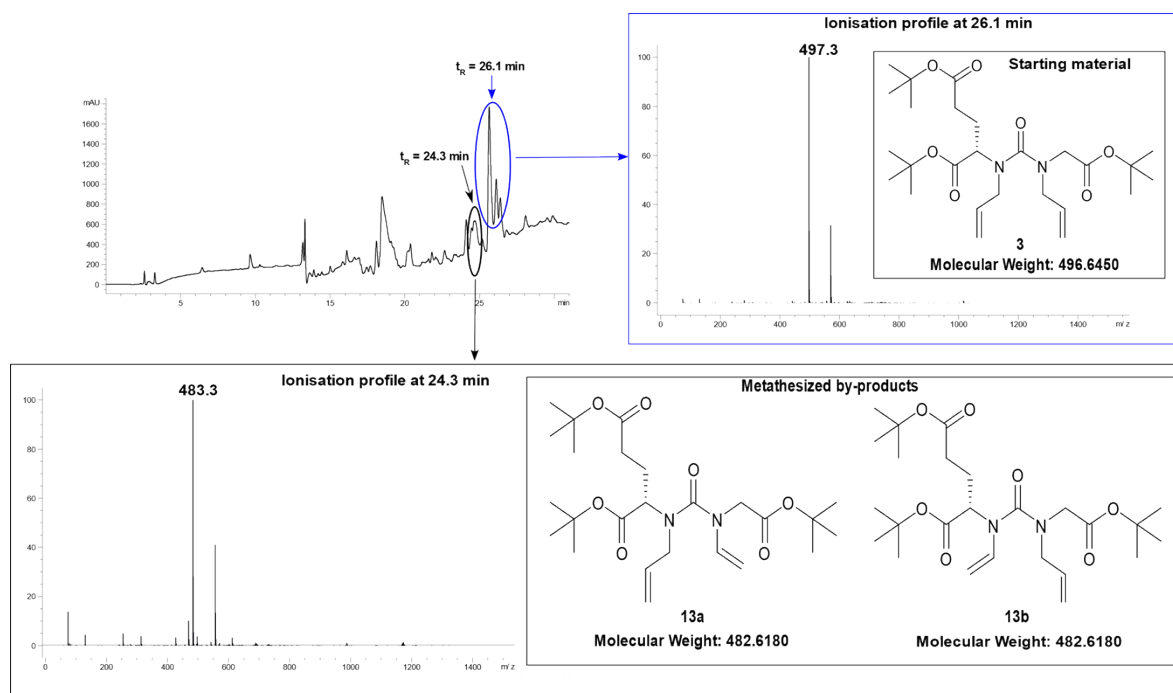 Ionisation profile at 26.1 min
497.3
Starting material
100
80
60
40
20
0
0
200
400
600
800
1000
1200
1400
m/z
O
O
O
O
O
O
O
N
N
3
Molecular Weight: 496.6450
tR = 26.1 min
tR = 24.3 min
mAU
1600
1400
1200
1000
800
600
400
200
0
5
10
15
20
25
min
Ionisation profile at 24.3 min
483.3
100
80
60
40
20
0
0
200
400
600
800
1000
1200
1400
m/z
Metathesized by-products
O
O
O
O
O
O
O
N
N
13a
Molecular Weight: 482.6180
O
O
O
O
O
O
O
N
N
13b
Molecular Weight: 482.6180